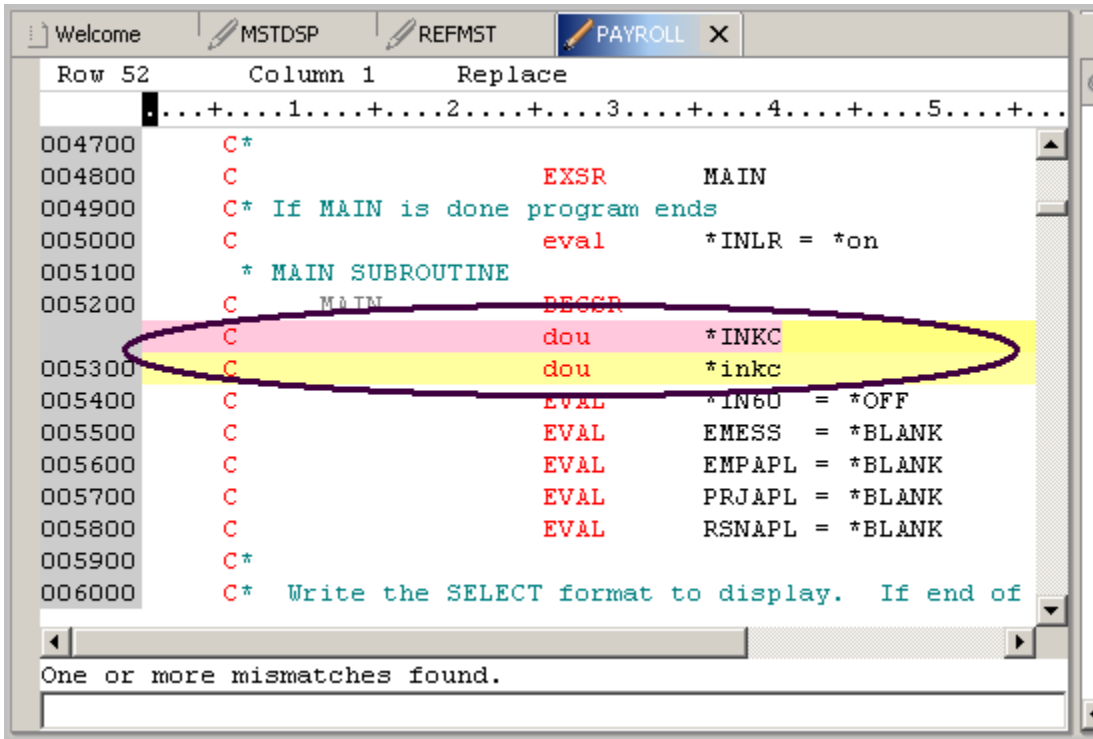 Welcome MSTDSP REFMST PAYROLL X
Row 52 Column 1 Replace
....+....1....+....2....+....3....+....4....+....5....+...
004700 C*
004800 C EXSR MAIN
004900 C* If MAIN is done program ends
005000 C eval *INLR = *on
005100 * MAIN SUBROUTINE
005200 C MAIN BEGSR
C dou *INKC
005300 C dou *inkc
005400 C EVAL *IN60 = *OFF
005500 C EVAL EMESS = *BLANK
005600 C EVAL EMPAPL = *BLANK
005700 C EVAL PRJAPL = *BLANK
005800 C EVAL RSNAPL = *BLANK
005900 C*
006000 C* Write the SELECT format to display. If end of
One or more mismatches found.